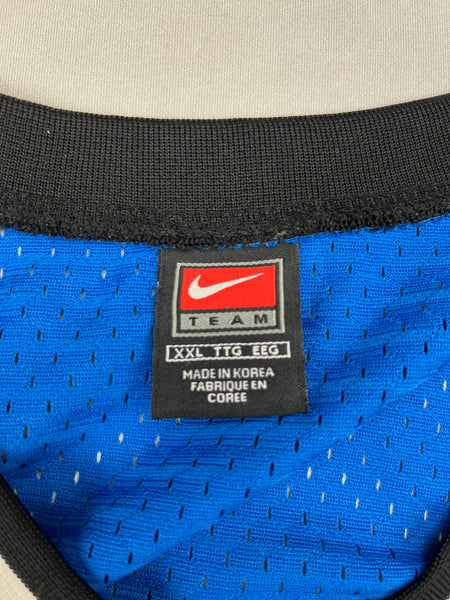 TEAM
XXL TTG EEG
MADE IN KOREA
FABRIQUE EN
COREE